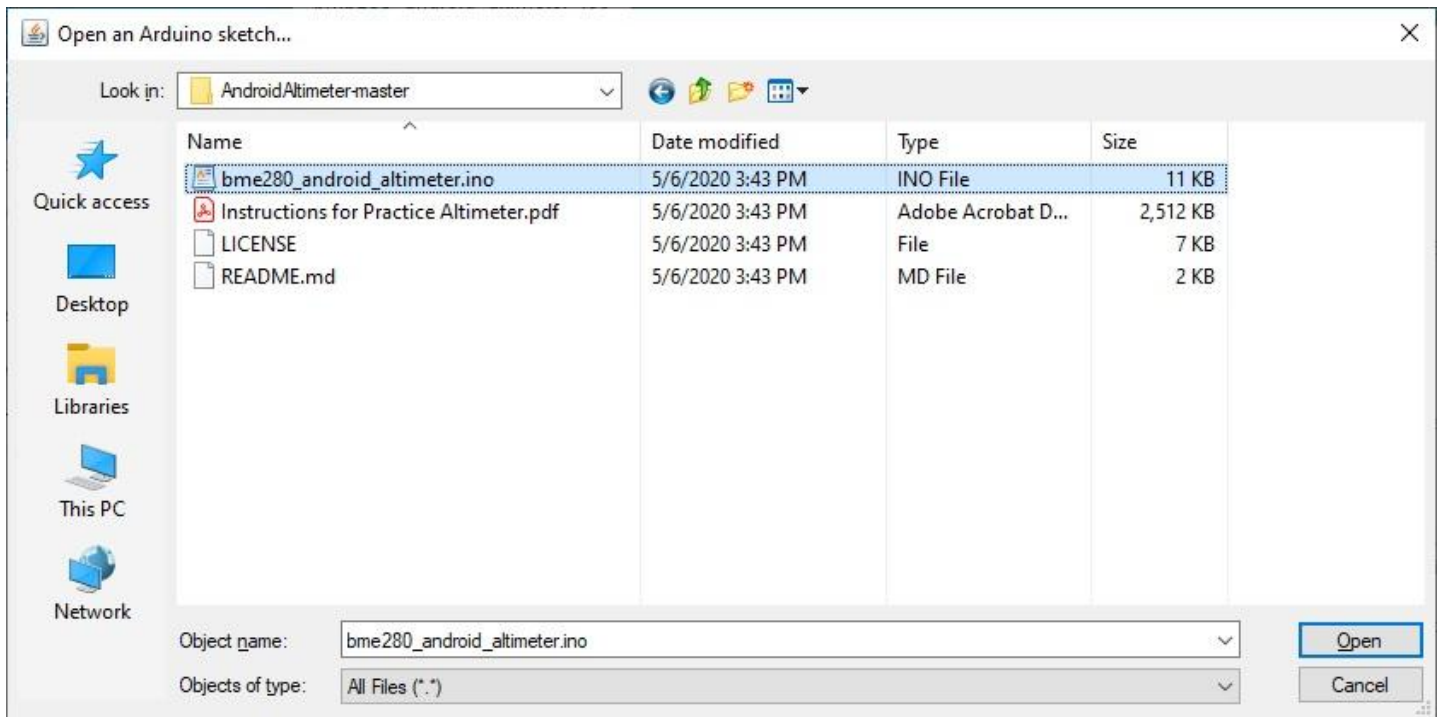 Open an Arduino sketch...
Look in: AndroidAltimeter-master
Name Date modified Type Size
bme280_android_altimeter.ino 5/6/2020 3:43 PM INO File 11 KB
Instructions for Practice Altimeter.pdf 5/6/2020 3:43 PM Adobe Acrobat D... 2,512 KB
LICENSE 5/6/2020 3:43 PM File 7 KB
README.md 5/6/2020 3:43 PM MD File 2 KB
Quick access
Desktop
Libraries
This PC
Network
Object name: bme280_android_altimeter.ino Open
Objects of type: All Files (*.*) Cancel